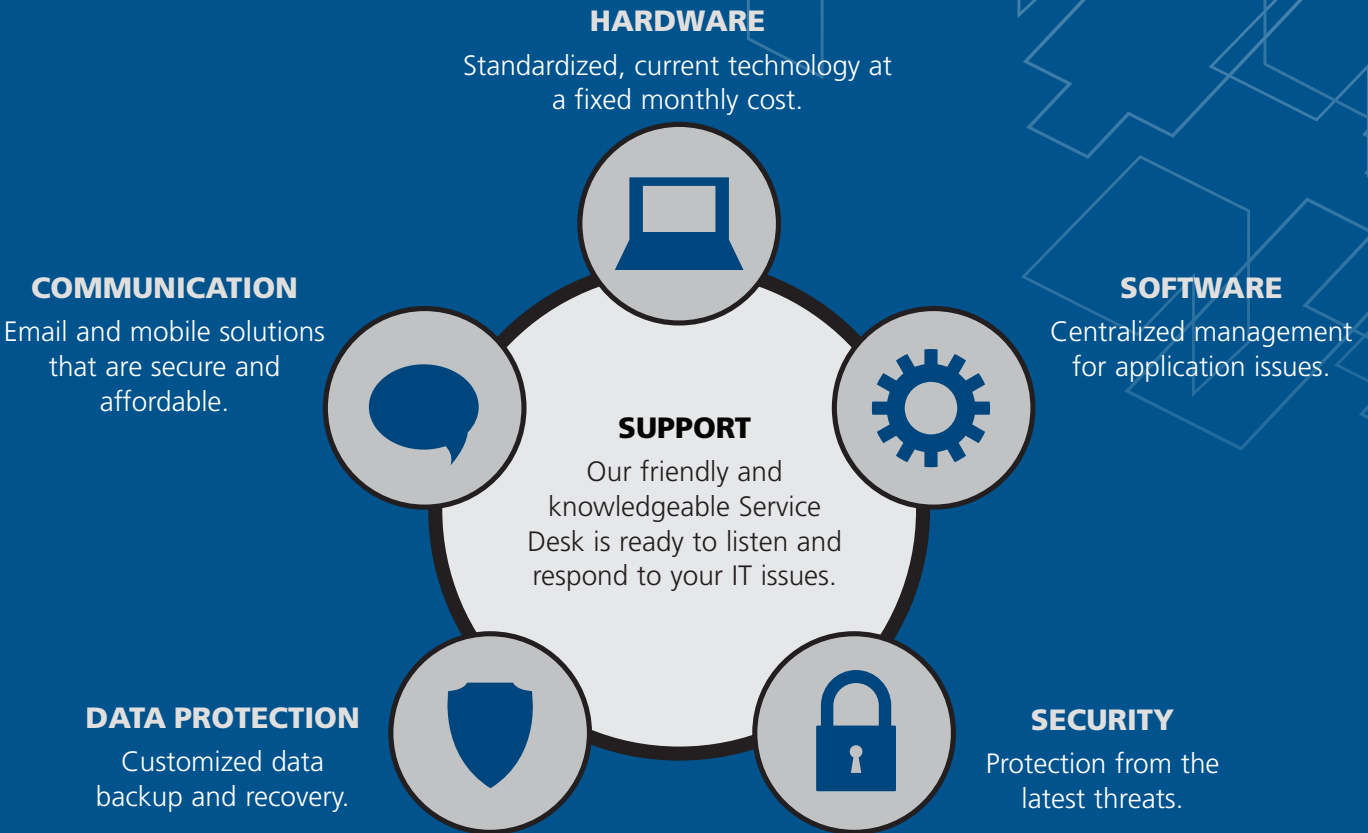 HARDWARE
Standardized, current technology at
a fixed monthly cost.
COMMUNICATION
Email and mobile solutions
that are secure and
affordable.
SOFTWARE
Centralized management
for application issues.
SUPPORT
Our friendly and
knowledgeable Service
Desk is ready to listen and
respond to your IT issues.
DATA PROTECTION
Customized data
backup and recovery.
SECURITY
Protection from the
latest threats.